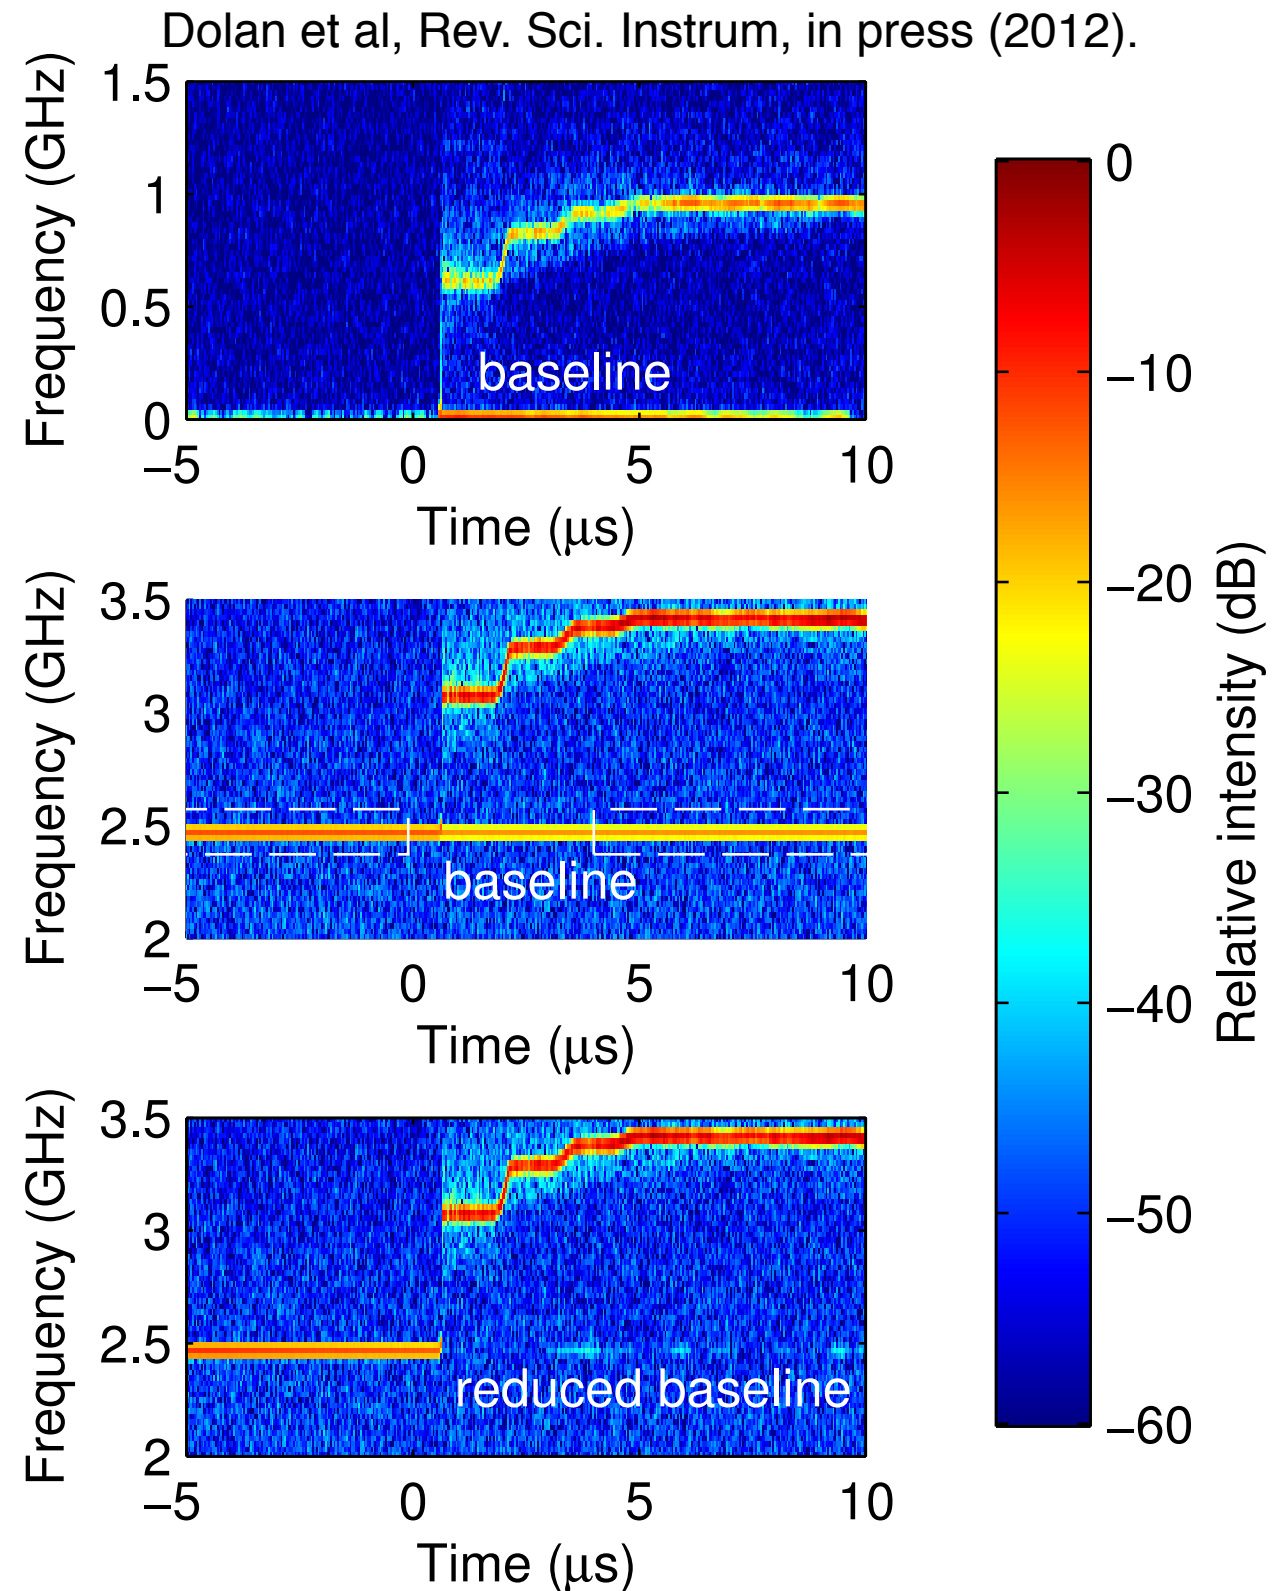 Dolan et al, Rev. Sci. Instrum, in press (2012).
Frequency (GHz)
1.5
1
0.5
0
baseline
−5 0 5 10
Time (μs)
Frequency (GHz)
3.5
3
2.5
2
baseline
−5 0 5 10
Time (μs)
Frequency (GHz)
3.5
3
2.5
2
reduced baseline
−5 0 5 10
Time (μs)
0
−10
−20
−30
−40
−50
−60
Relative intensity (dB)